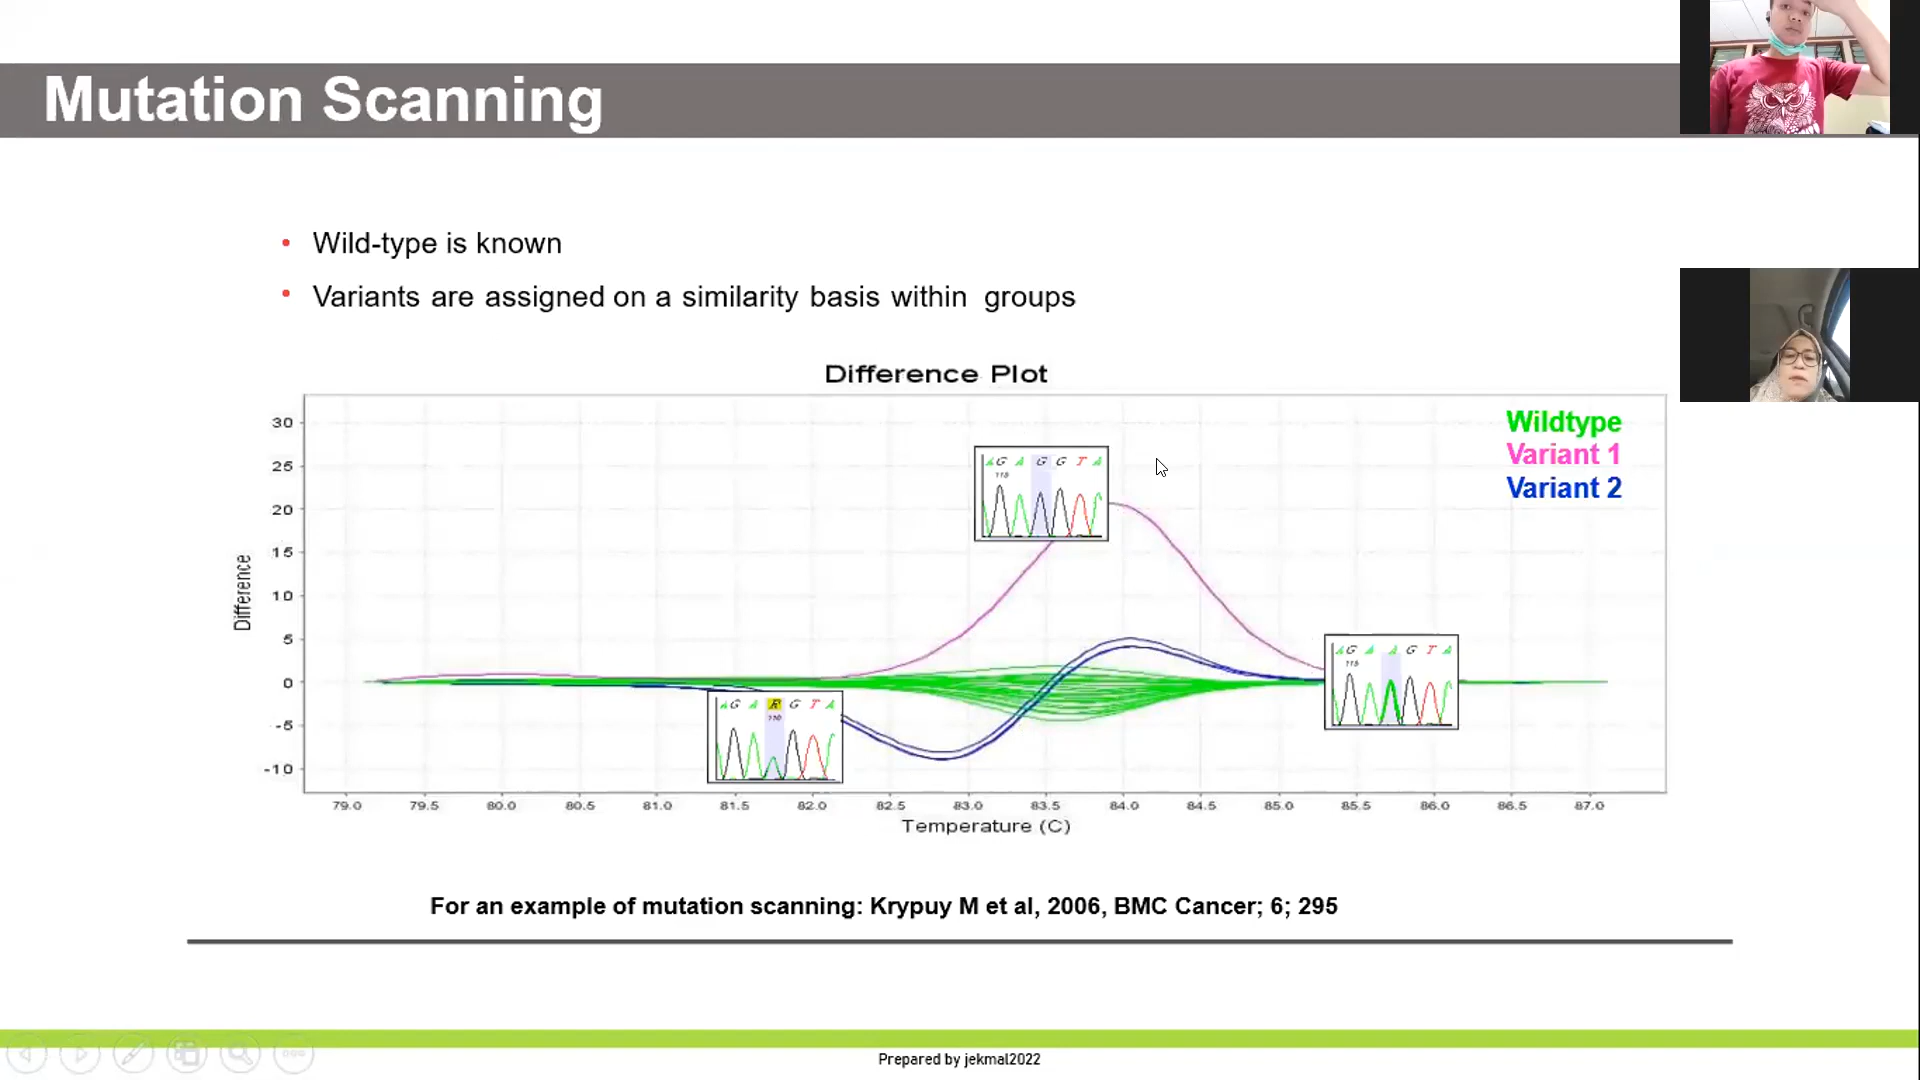 Mutation Scanning
• Wild-type is known
• Variants are assigned on a similarity basis within groups
Difference Plot
Wildtype
Variant 1
Variant 2
Difference
30
25
20
15
10
5
0
-5
-10
A G A G G T A
115
A G A A G T A
115
A G A R G T A
110
79.0 79.5 80.0 80.5 81.0 81.5 82.0 82.5 83.0 83.5 84.0 84.5 85.0 85.5 86.0 86.5 87.0
Temperature (C)
For an example of mutation scanning: Krypuy M et al, 2006, BMC Cancer; 6; 295
Prepared by jekmal2022